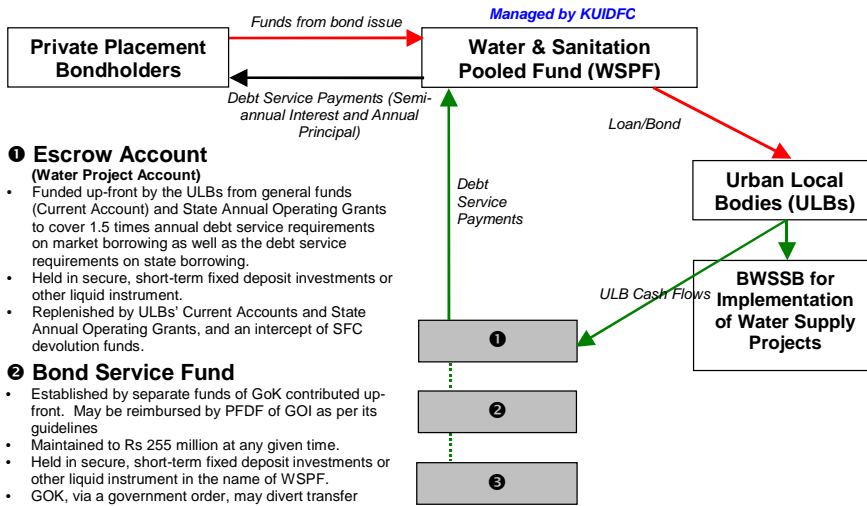 Funds from bond issue
Managed by KUIDFC
Private Placement
Bondholders
Water & Sanitation
Pooled Fund (WSPF)
Debt Service Payments (Semi-
annual Interest and Annual
Principal)
Loan/Bond
❶ Escrow Account
(Water Project Account)
• Funded up-front by the ULBs from general funds
(Current Account) and State Annual Operating Grants
to cover 1.5 times annual debt service requirements
on market borrowing as well as the debt service
requirements on state borrowing.
• Held in secure, short-term fixed deposit investments or
other liquid instrument.
• Replenished by ULBs' Current Accounts and State
Annual Operating Grants, and an intercept of SFC
devolution funds.
Debt
Service
Payments
Urban Local
Bodies (ULBs)
ULB Cash Flows
BWSSB for
Implementation
of Water Supply
Projects
❶
❷ Bond Service Fund
• Established by separate funds of GoK contributed up-
front. May be reimbursed by PFDF of GOI as per its
guidelines
• Maintained to Rs 255 million at any given time.
• Held in secure, short-term fixed deposit investments or
other liquid instrument in the name of WSPF.
• GOK, via a government order, may divert transfer
❷
❸